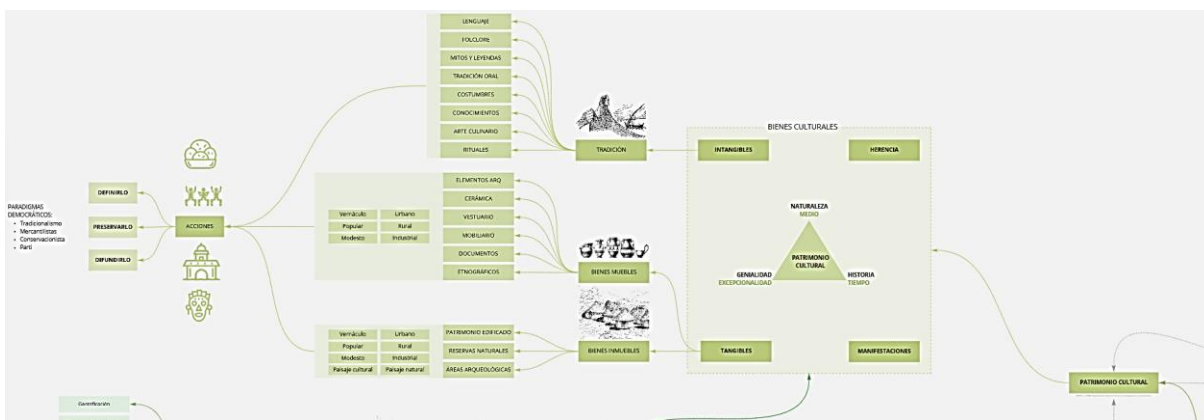 LENGUAJE
FOLCLORE
MITOS Y LEYENDAS
TRADICIÓN ORAL
COSTUMBRES
CONOCIMIENTOS
ARTE CULINARIO
RITUALES
TRADICIÓN
BIENES CULTURALES
INTANGIBLES
HERENCIA
NATURALEZA
MEDIO
PATRIMONIO
CULTURAL
GENIALIDAD
EXCEPCIONALIDAD
HISTORIA
TIEMPO
TANGIBLES
MANIFESTACIONES
PATRIMONIO CULTURAL
ELEMENTOS ARQ
CERÁMICA
VESTUARIO
MOBILIARIO
DOCUMENTOS
ETNOGRÁFICOS
BIENES MUEBLES
Vernáculo Urbano
Popular Rural
Modesto Industrial
PATRIMONIO EDIFICADO
RESERVAS NATURALES
ÁREAS ARQUEOLÓGICAS
BIENES INMUEBLES
Vernáculo Urbano
Popular Rural
Modesto Industrial
Paisaje cultural Paisaje natural
ACCIONES
DEFINIRLO
PRESERVARLO
DIFUNDIRLO
PARADIGMAS
DEMOCRÁTICOS:
• Tradicionalismo
• Mercantilistas
• Conservacionista
• Parti
Gentrificación